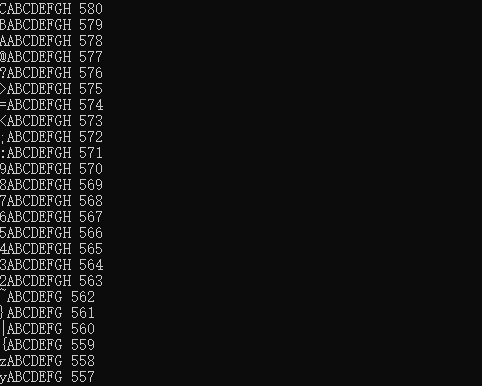 CABCDEFGH 580
BABCDEFGH 579
AABCDEFGH 578
@ABCDEFGH 577
?ABCDEFGH 576
>ABCDEFGH 575
=ABCDEFGH 574
<ABCDEFGH 573
;ABCDEFGH 572
:ABCDEFGH 571
9ABCDEFGH 570
8ABCDEFGH 569
7ABCDEFGH 568
6ABCDEFGH 567
5ABCDEFGH 566
4ABCDEFGH 565
3ABCDEFGH 564
2ABCDEFGH 563
~ABCDEFG 562
}ABCDEFG 561
|ABCDEFG 560
{ABCDEFG 559
zABCDEFG 558
yABCDEFG 557